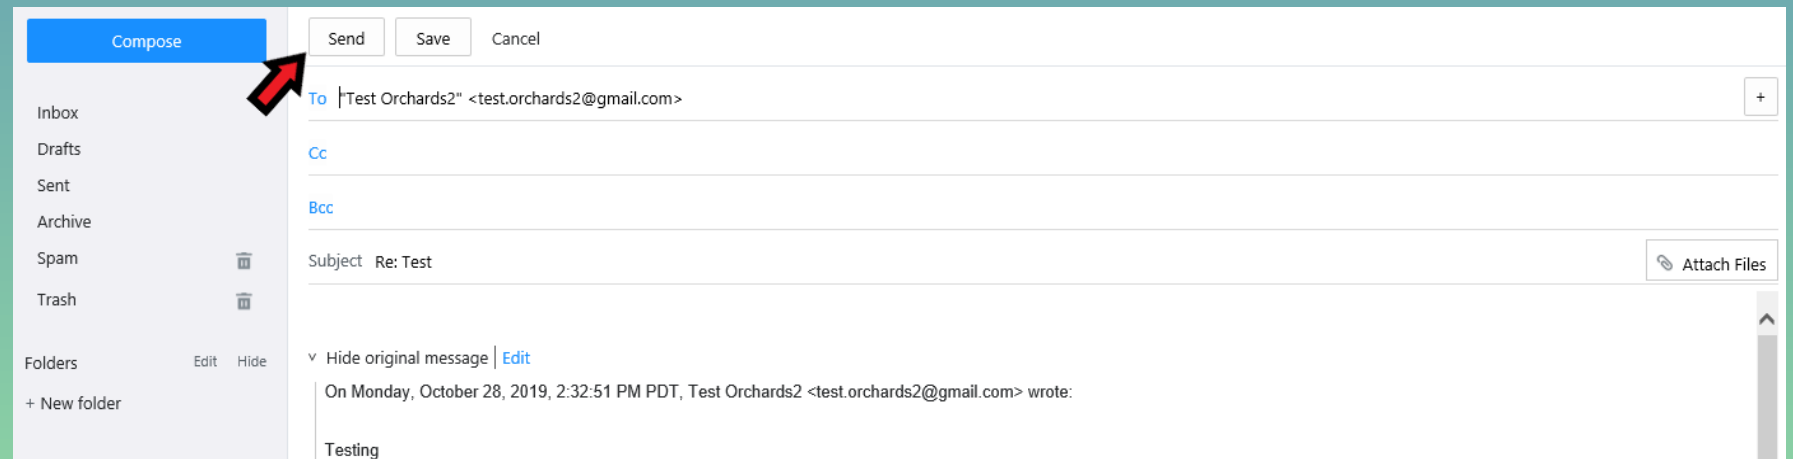 Compose
Inbox
Drafts
Sent
Archive
Spam
Trash
Folders Edit Hide
+ New folder
Send Save Cancel
To "Test Orchards2" <test.orchards2@gmail.com> +
Cc
Bcc
Subject Re: Test Attach Files
Hide original message | Edit
On Monday, October 28, 2019, 2:32:51 PM PDT, Test Orchards2 <test.orchards2@gmail.com> wrote:
Testing